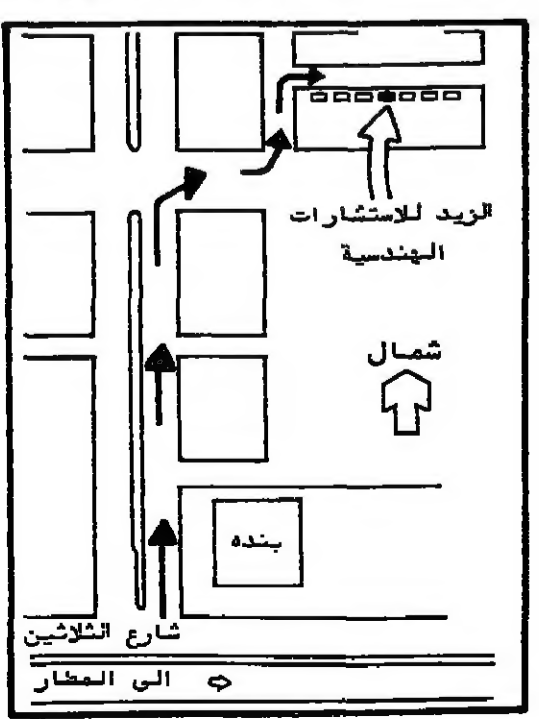 الزيد للاستشارات
الهندسية
شمال
بنده
شارع الثلاثين
الى المطار